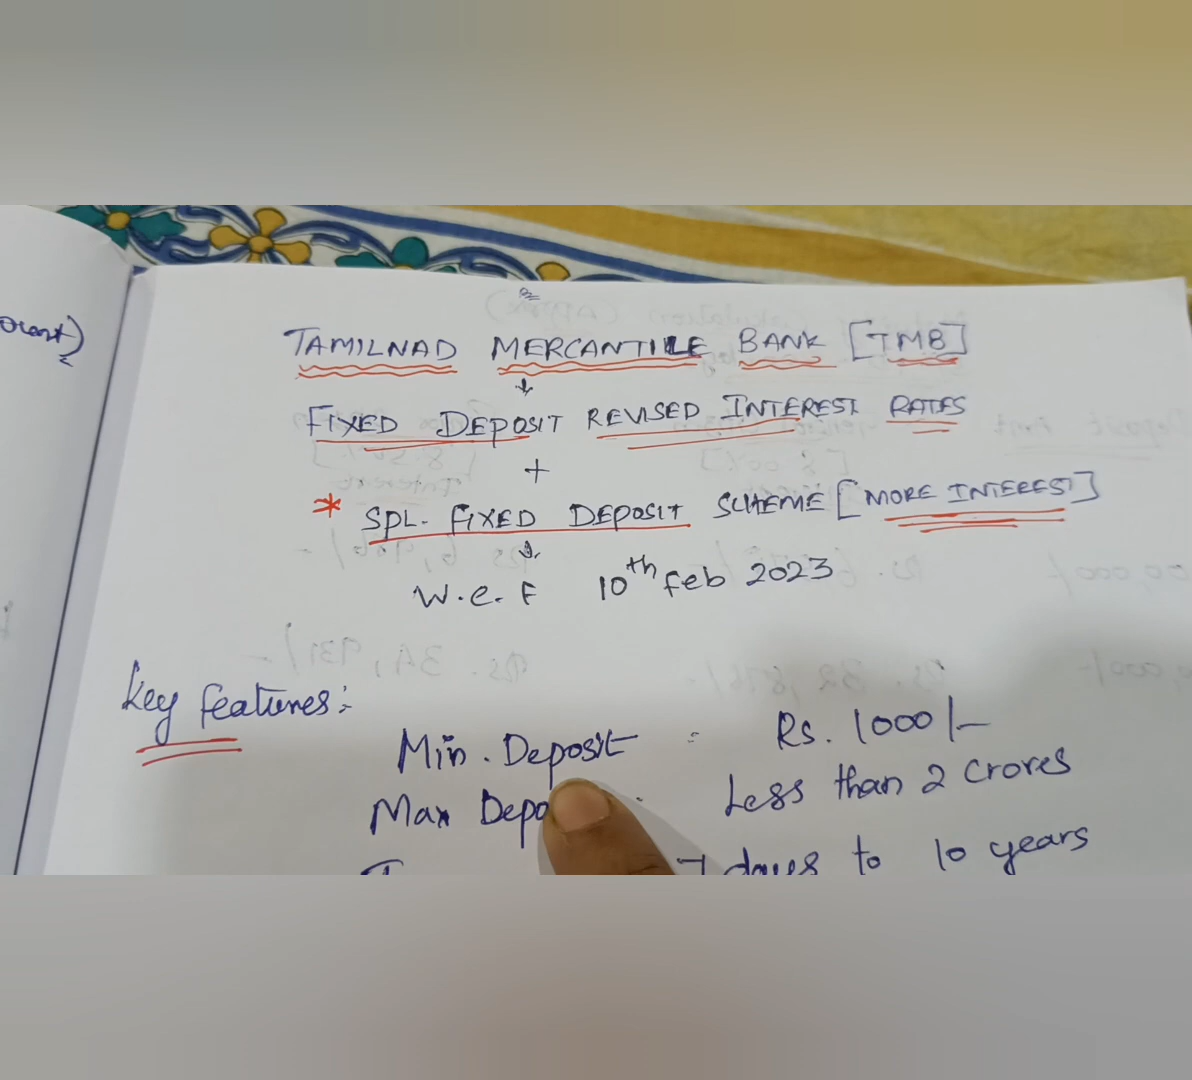 TAMILNAD MERCANTILE BANK [TMB]
FIXED DEPOSIT REVISED INTEREST RATES
+
* SPL. FIXED DEPOSIT SCHEME [MORE INTEREST]
W.e.F 10th feb 2023
Key features:-
Min. Deposit : Rs. 1000/-
Max Depo : Less than 2 Crores
7 days to 10 years